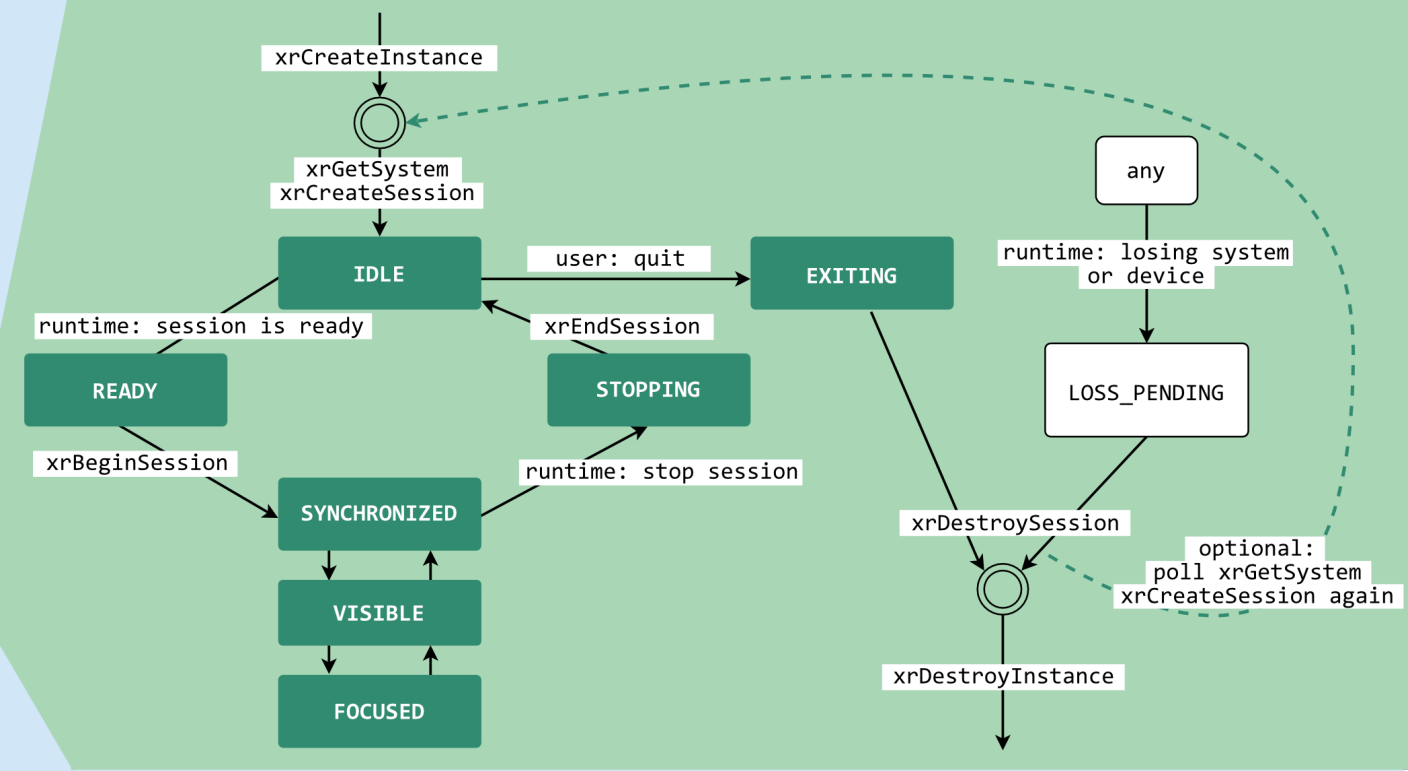 xrCreateInstance
xrGetSystem
xrCreateSession
any
runtime: losing system
or device
IDLE
user: quit
EXITING
runtime: session is ready
xrEndSession
READY
STOPPING
LOSS_PENDING
xrBeginSession
runtime: stop session
SYNCHRONIZED
xrDestroySession
optional:
poll xrGetSystem
xrCreateSession again
VISIBLE
xrDestroyInstance
FOCUSED